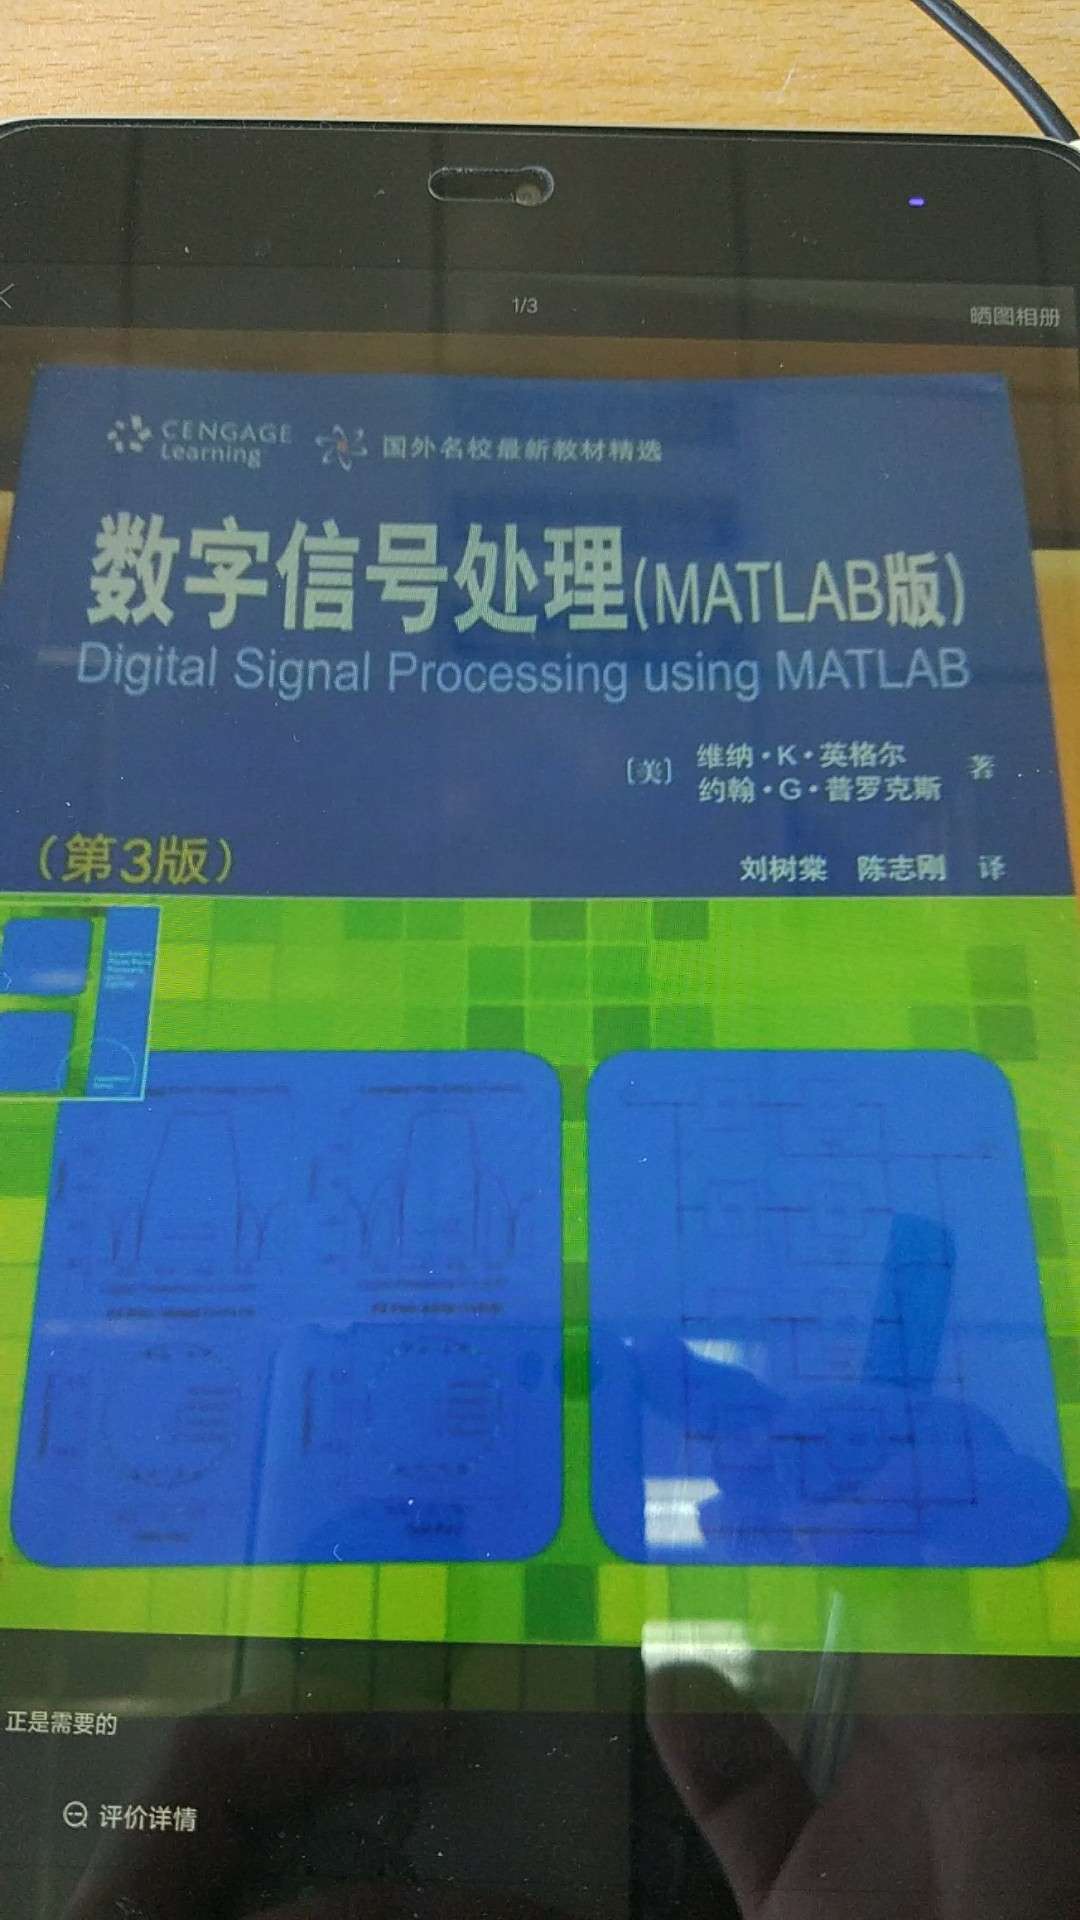 1/3
晒图相册
CENGAGE
Learning
国外名校最新教材精选
数字信号处理(MATLAB版)
Digital Signal Processing using MATLAB
〔美〕 维纳·K·英格尔 著
约翰·G·普罗克斯
（第3版）
刘树棠 陈志刚 译
正是需要的
评价详情